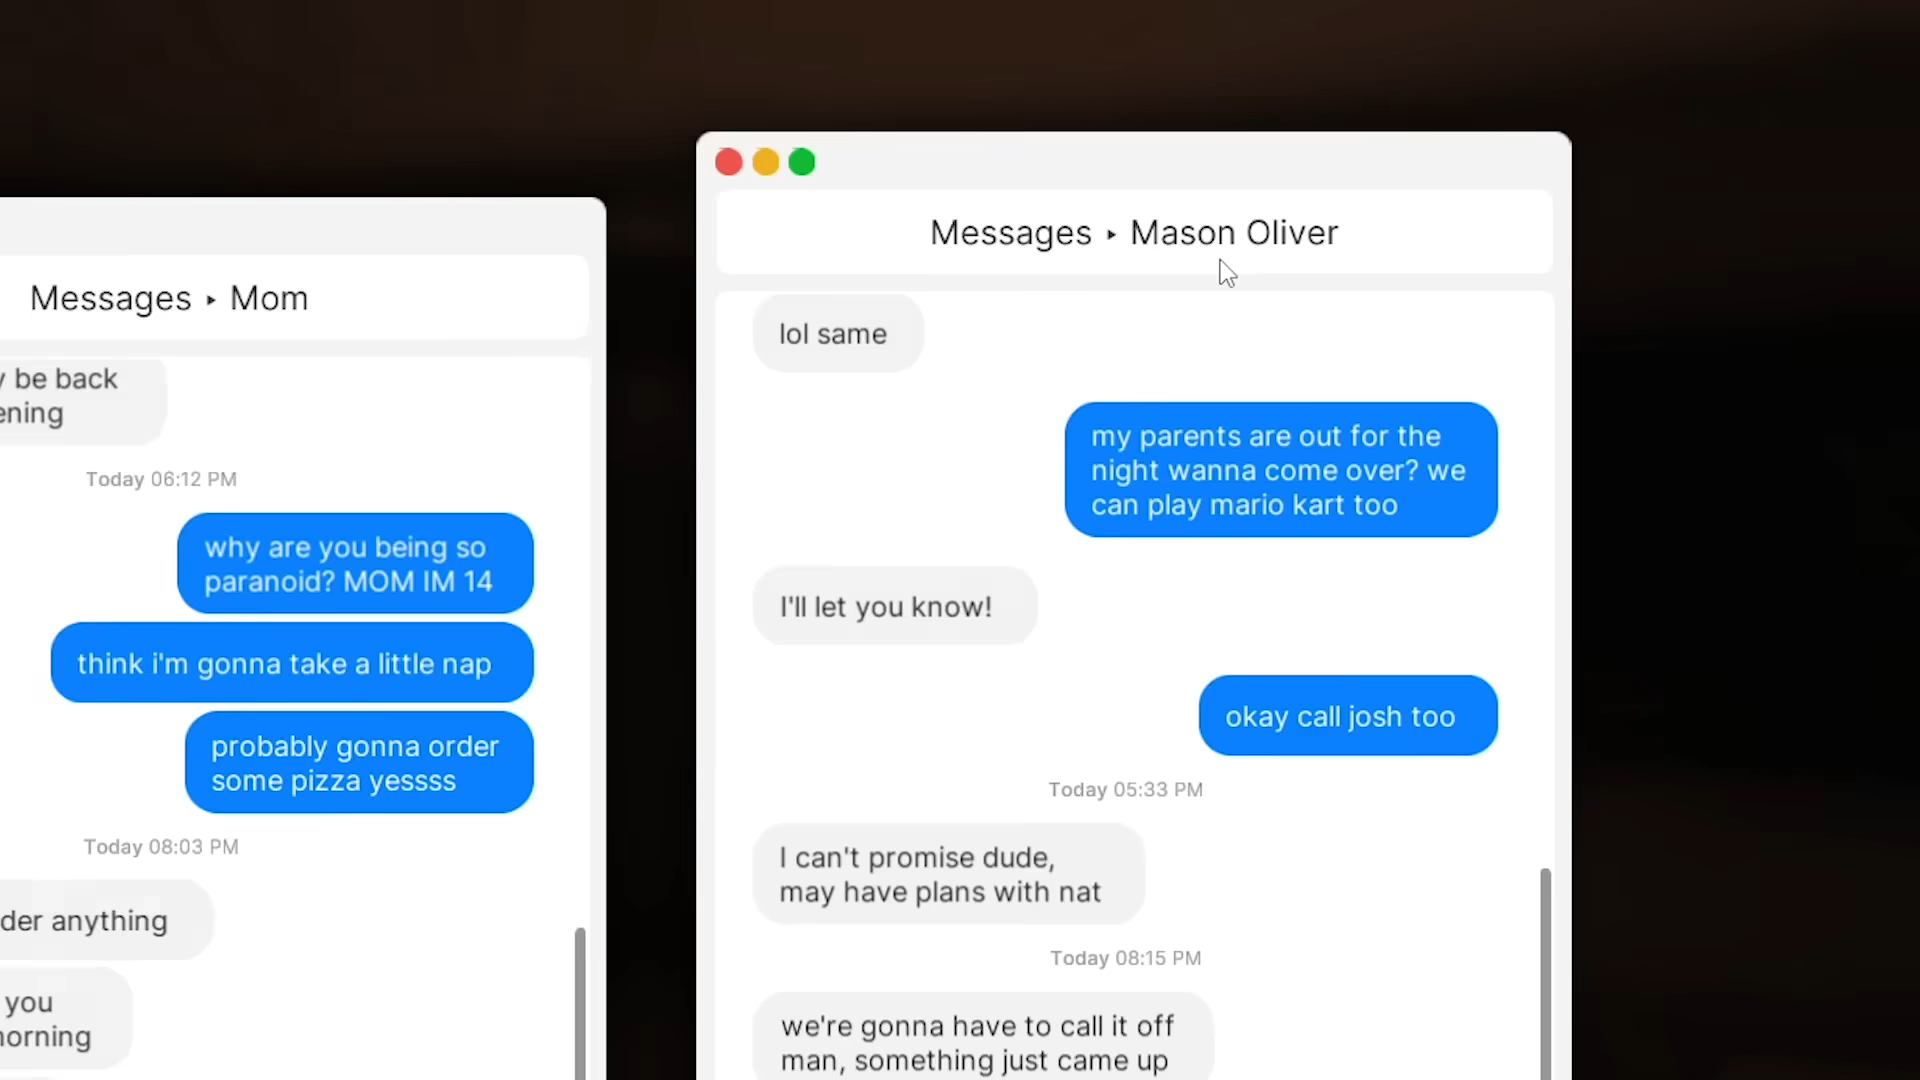 Messages ▸ Mom
be back
Today 06:12 PM
why are you being so
paranoid? MOM IM 14
think i'm gonna take a little nap
probably gonna order
some pizza yessss
Today 08:03 PM
anything
you
Messages ▸ Mason Oliver
lol same
my parents are out for the
night wanna come over? we
can play mario kart too
I'll let you know!
okay call josh too
Today 05:33 PM
I can't promise dude,
may have plans with nat
Today 08:15 PM
we're gonna have to call it off
man, something just came up